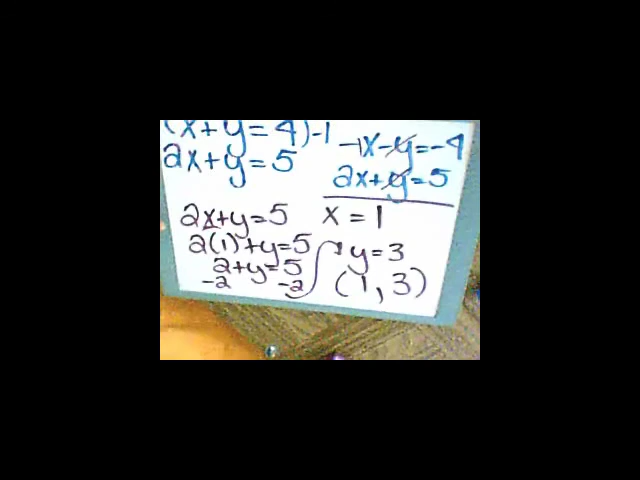 (x+y=4)-1
2x+y=5
-1x-y=-4
2x+y=5
x=1
2x+y=5
2(1)+y=5
2+y=5
-2 -2
y=3
(1,3)